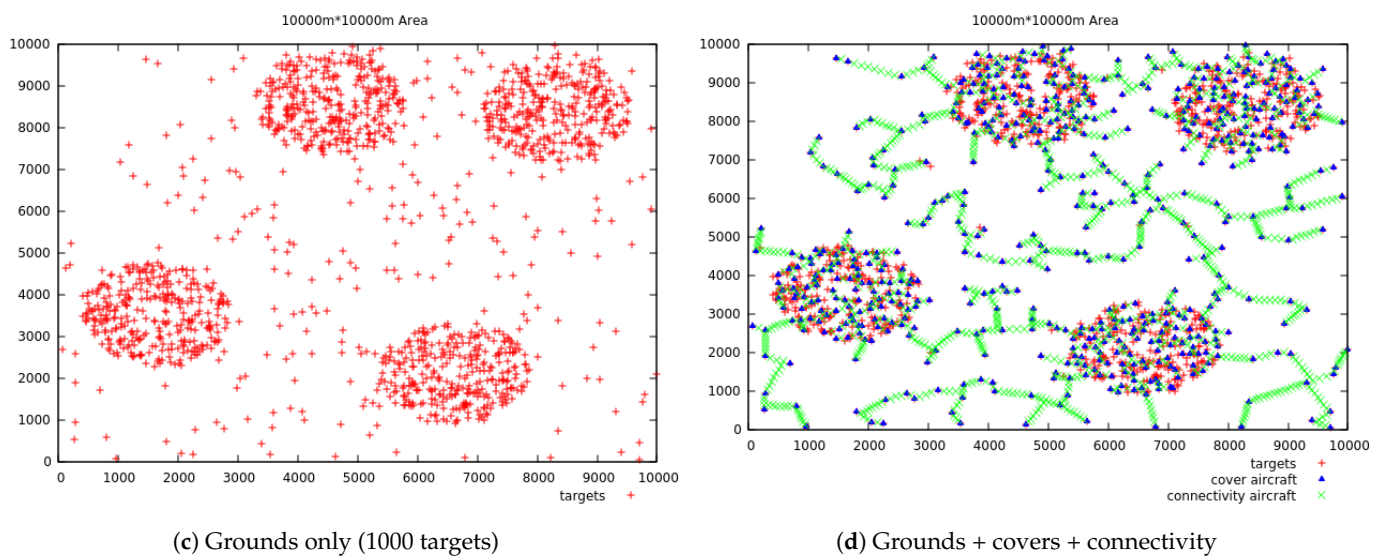 10000m*10000m Area
10000
9000
8000
7000
6000
5000
4000
3000
2000
1000
0
0 1000 2000 3000 4000 5000 6000 7000 8000 9000 10000
targets
(c) Grounds only (1000 targets)
10000m*10000m Area
10000
9000
8000
7000
6000
5000
4000
3000
2000
1000
0
0 1000 2000 3000 4000 5000 6000 7000 8000 9000 10000
targets
cover aircraft
connectivity aircraft
(d) Grounds + covers + connectivity